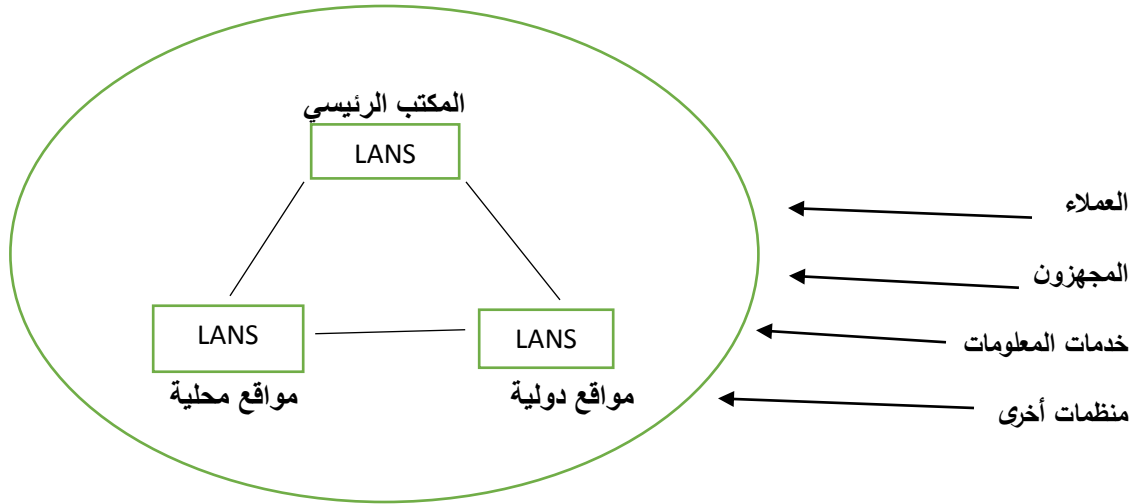 المكتب الرئيسي
LANS
العملاء
المجهزون
LANS
LANS
خدمات المعلومات
مواقع دولية
مواقع محلية
منظمات أخرى